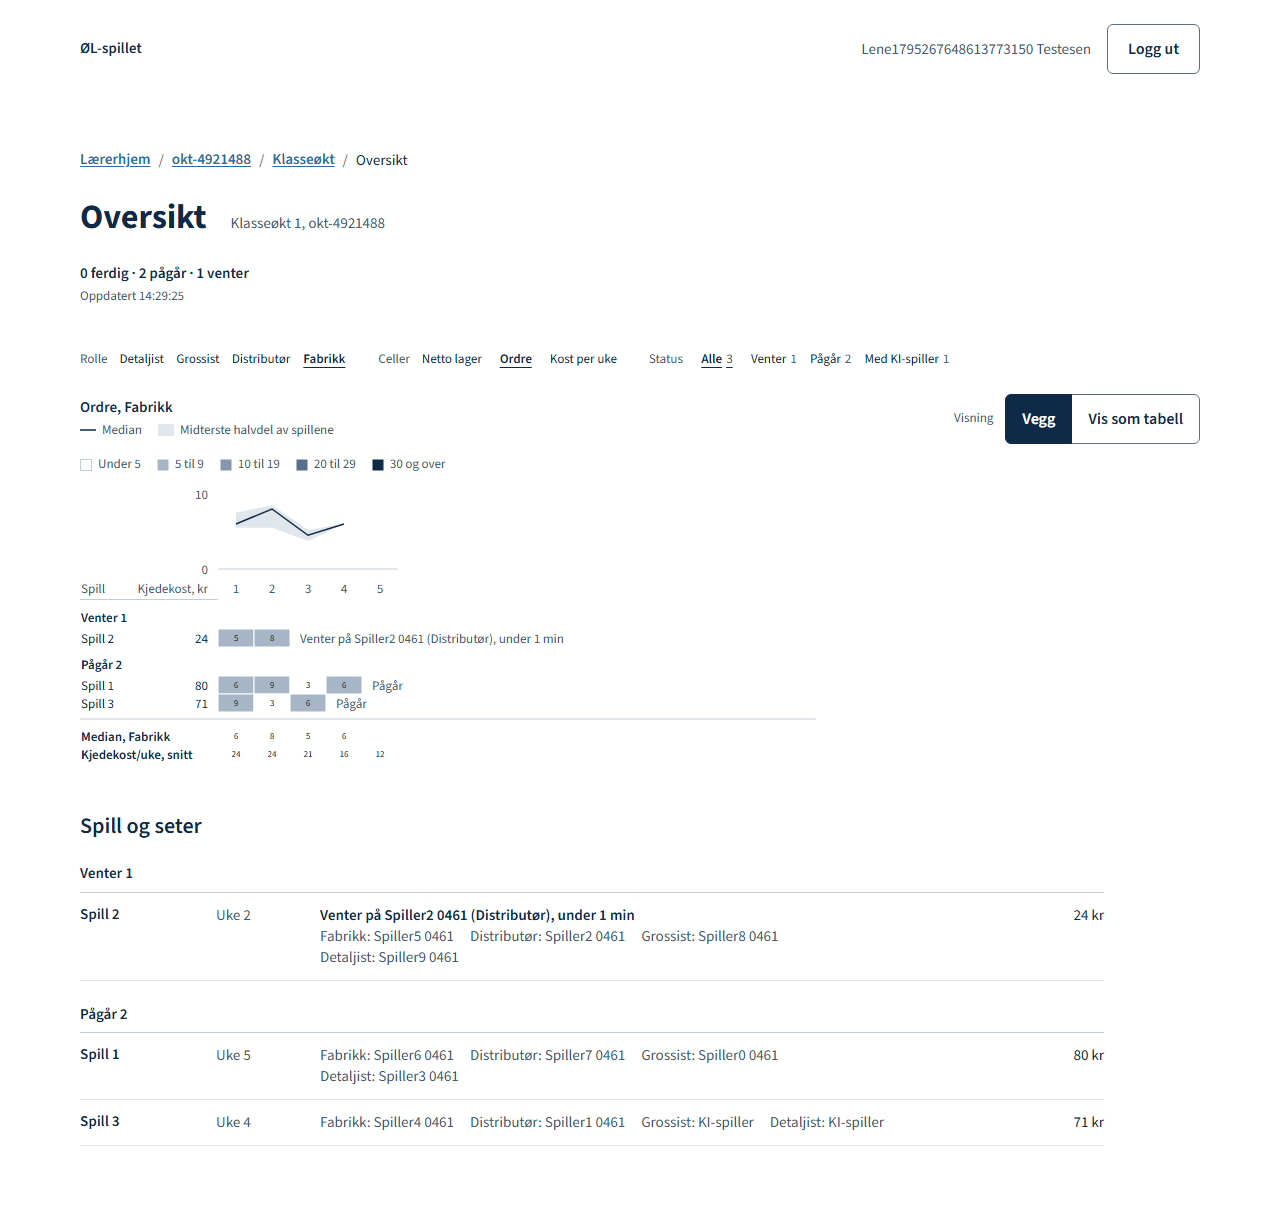 ØL-spillet
Lene1795267648613773150 Testesen
Logg ut
Lærerhjem / okt-4921488 / Klasseøkt / Oversikt
Oversikt Klasseøkt 1, okt-4921488
0 ferdig · 2 pågår · 1 venter
Oppdatert 14:29:25
Rolle Detaljist Grossist Distributør Fabrikk Celler Netto lager Ordre Kost per uke Status Alle 3 Venter 1 Pågår 2 Med KI-spiller 1
Ordre, Fabrikk
Visning Vegg Vis som tabell
Median Midterste halvdel av spillene
Under 5 5 til 9 10 til 19 20 til 29 30 og over
10
0
Spill Kjedekost, kr 1 2 3 4 5
Venter 1
Spill 2 24 5 8 Venter på Spiller2 0461 (Distributør), under 1 min
Pågår 2
Spill 1 80 6 9 3 6 Pågår
Spill 3 71 9 3 6 Pågår
Median, Fabrikk 6 8 5 6
Kjedekost/uke, snitt 24 24 21 16 12
Spill og seter
Venter 1
Spill 2 Uke 2 Venter på Spiller2 0461 (Distributør), under 1 min 24 kr
Fabrikk: Spiller5 0461 Distributør: Spiller2 0461 Grossist: Spiller8 0461
Detaljist: Spiller9 0461
Pågår 2
Spill 1 Uke 5 Fabrikk: Spiller6 0461 Distributør: Spiller7 0461 Grossist: Spiller0 0461 80 kr
Detaljist: Spiller3 0461
Spill 3 Uke 4 Fabrikk: Spiller4 0461 Distributør: Spiller1 0461 Grossist: KI-spiller Detaljist: KI-spiller 71 kr